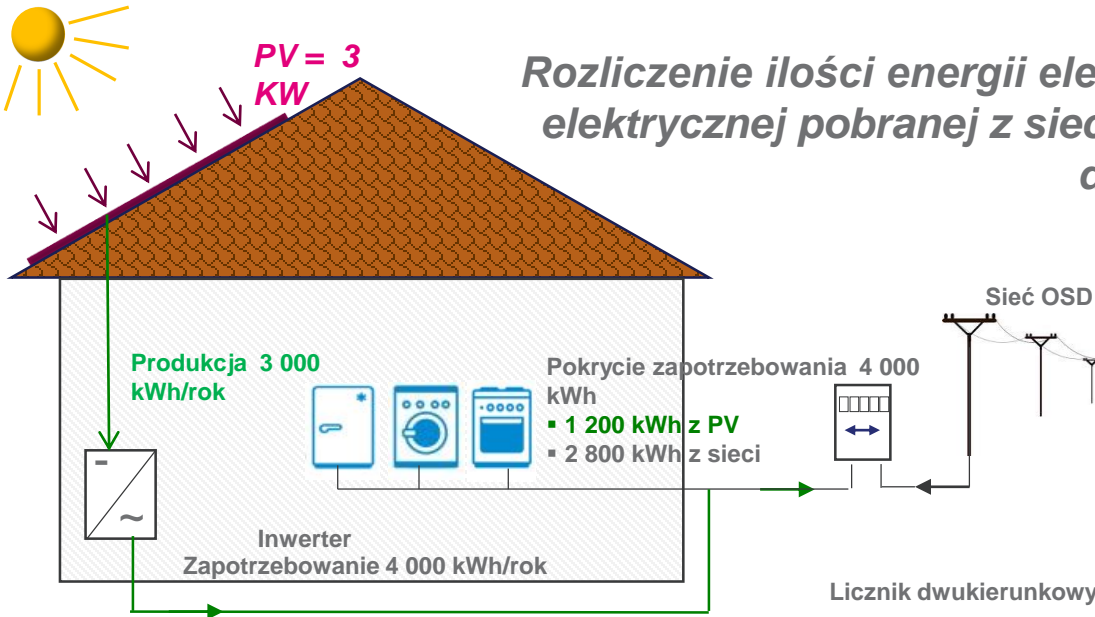 PV = 3
KW
Rozliczenie ilości energii ele
elektrycznej pobranej z siec
Sieć OSD
Produkcja 3 000
kWh/rok
Pokrycie zapotrzebowania 4 000
kWh
▪ 1 200 kWh z PV
▪ 2 800 kWh z sieci
Inwerter
Zapotrzebowanie 4 000 kWh/rok
Licznik dwukierunkowy